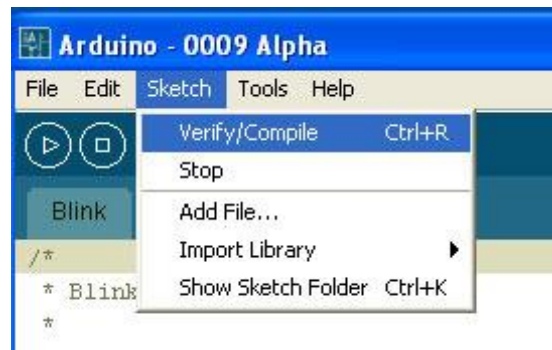 Arduino - 0009 Alpha
File Edit Sketch Tools Help
Verify/Compile Ctrl+R
Stop
Blink
Add File...
/*
Import Library
* Blink
Show Sketch Folder Ctrl+K
*